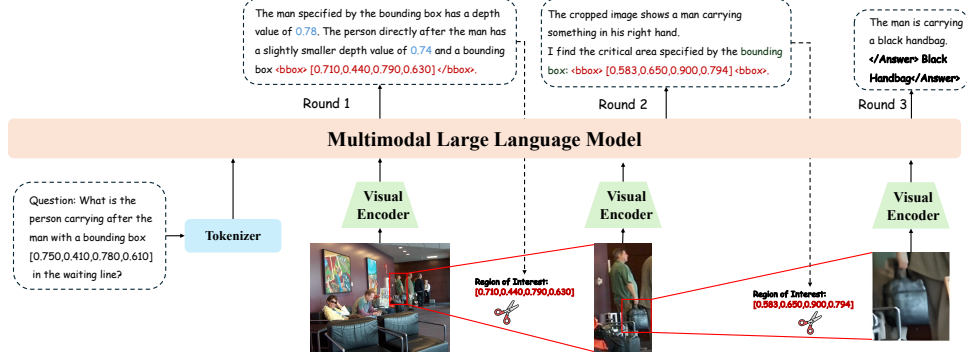 The man specified by the bounding box has a depth
value of 0.78. The person directly after the man has
a slightly smaller depth value of 0.74 and a bounding
box <bbox> [0.710,0.440,0.790,0.630] </bbox>.
Round 1
The cropped image shows a man carrying
something in his right hand.
I find the critical area specified by the bounding
box: <bbox> [0.583,0.650,0.900,0.794] <bbox>.
Round 2
The man is carrying
a black handbag.
</Answer> Black
Handbag</Answer>
Round 3
Multimodal Large Language Model
Question: What is the
person carrying after the
man with a bounding box
[0.750,0.410,0.780,0.610]
in the waiting line?
Tokenizer
Visual
Encoder
Visual
Encoder
Visual
Encoder
Region of Interest:
[0.710,0.440,0.790,0.630]
Region of Interest:
[0.583,0.650,0.900,0.794]